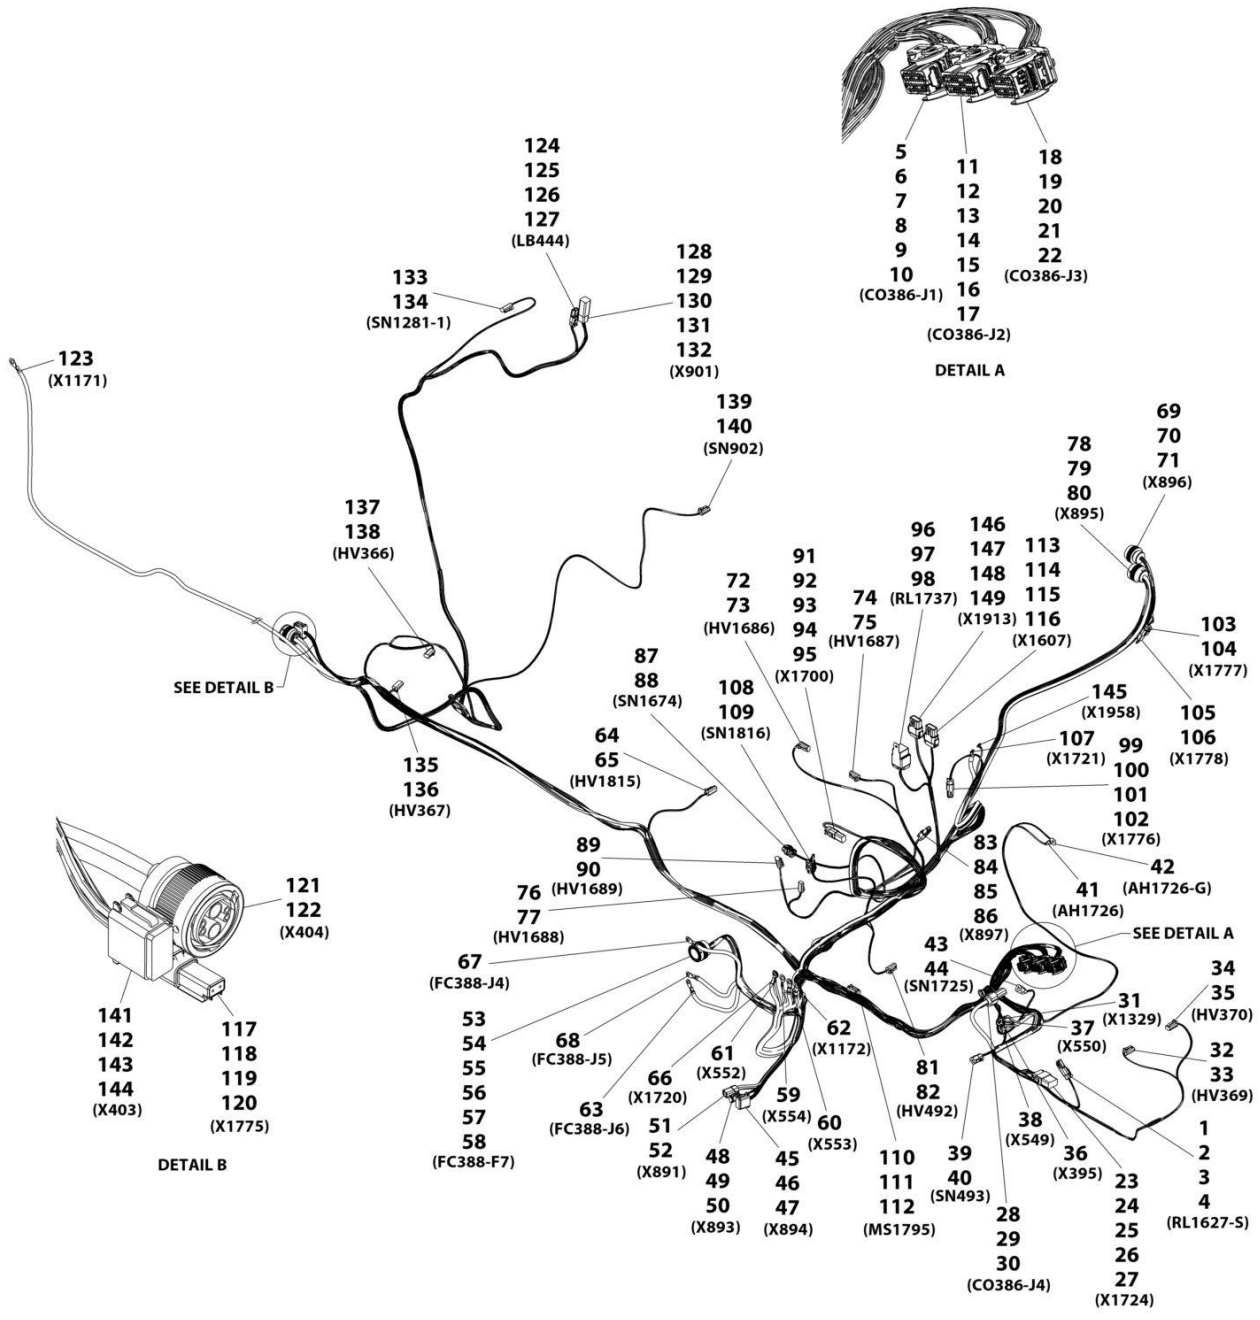 5
6
7
8
9
10
(CO386-J1)
11
12
13
14
15
16
17
(CO386-J2)
18
19
20
21
22
(CO386-J3)
DETAIL A
124
125
126
127
(LB444)
133
134
(SN1281-1)
128
129
130
131
132
(X901)
123
(X1171)
139
140
(SN902)
137
138
(HV366)
69
70
71
(X896)
78
79
80
(X895)
146
147
148
149
(X1913)
113
114
115
116
(X1607)
96
97
98
(RL1737)
91
92
93
94
95
(X1700)
72
73
(HV1686)
74
75
(HV1687)
103
104
(X1777)
105
106
(X1778)
145
(X1958)
107
(X1721)
99
100
101
102
(X1776)
87
88
(SN1674)
108
109
(SN1816)
SEE DETAIL B
135
136
(HV367)
64
65
(HV1815)
89
90
(HV1689)
76
77
(HV1688)
83
84
85
86
(X897)
42
(AH1726-G)
41
(AH1726)
SEE DETAIL A
43
44
(SN1725)
34
35
(HV370)
31
(X1329)
37
(X550)
32
33
(HV369)
121
122
(X404)
141
142
143
144
(X403)
117
118
119
120
(X1775)
DETAIL B
67
(FC388-J4)
53
54
55
56
57
58
(FC388-F7)
68
(FC388-J5)
63
(FC388-J6)
66
(X1720)
61
(X552)
62
(X1172)
59
(X554)
60
(X553)
81
82
(HV492)
51
52
(X891)
48
49
50
(X893)
45
46
47
(X894)
110
111
112
(MS1795)
39
40
(SN493)
38
(X549)
36
(X395)
28
29
30
(CO386-J4)
23
24
25
26
27
(X1724)
1
2
3
4
(RL1627-S)